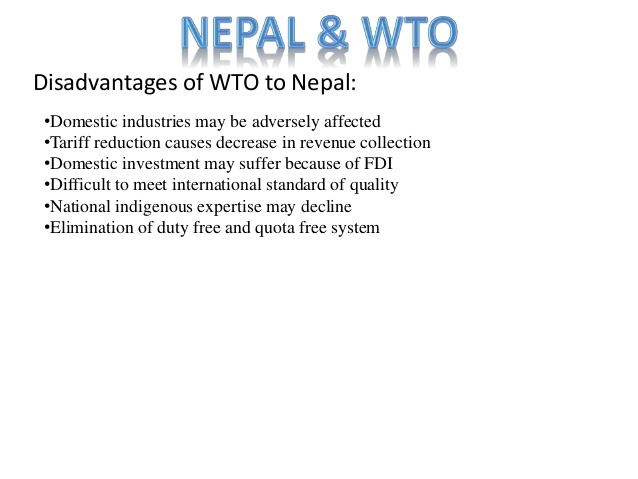 NEPAL & WTO
Disadvantages of WTO to Nepal:
•Domestic industries may be adversely affected
•Tariff reduction causes decrease in revenue collection
•Domestic investment may suffer because of FDI
•Difficult to meet international standard of quality
•National indigenous expertise may decline
•Elimination of duty free and quota free system